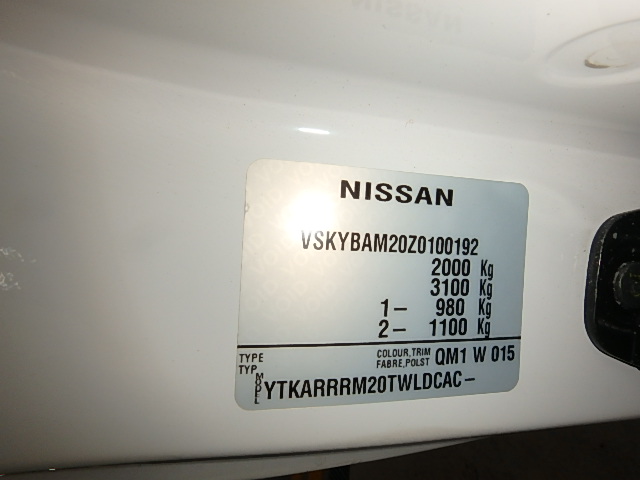 NISSAN
VSKYBAM20Z0100192
2000 Kg
3100 Kg
1- 980 Kg
2- 1100 Kg
TYPE COLOUR,TRIM QM1 W 015
TYP FABRE,POLST
MODELL YTKARRRM20TWLDCAC-